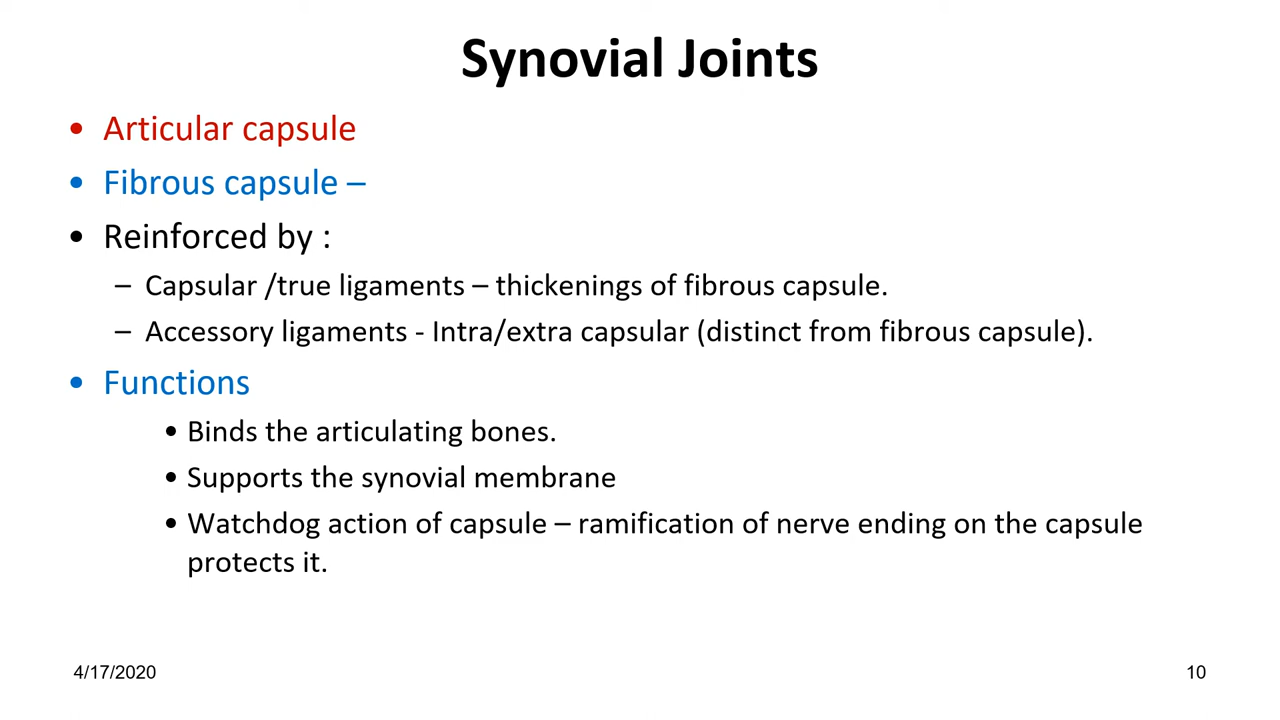 Synovial Joints
• Articular capsule
• Fibrous capsule –
• Reinforced by :
– Capsular /true ligaments – thickenings of fibrous capsule.
– Accessory ligaments - Intra/extra capsular (distinct from fibrous capsule).
• Functions
• Binds the articulating bones.
• Supports the synovial membrane
• Watchdog action of capsule – ramification of nerve ending on the capsule
protects it.
4/17/2020
10